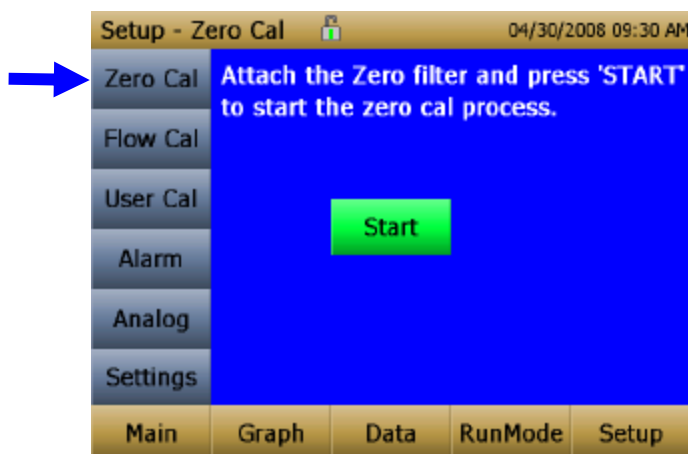 Setup - Zero Cal 04/30/2008 09:30 AM
Zero Cal
Flow Cal
User Cal
Alarm
Analog
Settings
Attach the Zero filter and press 'START'
to start the zero cal process.
Start
Main Graph Data RunMode Setup